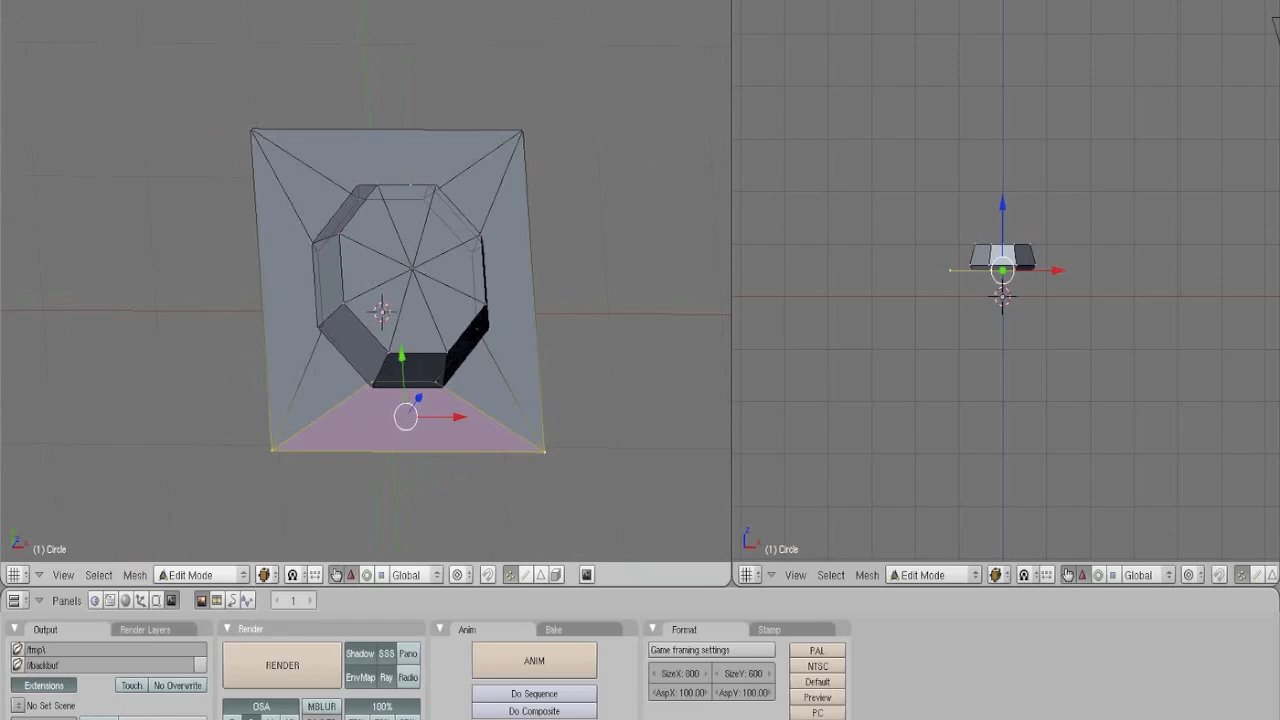 z
x
(1) Circle
z
x
(1) Circle
View Select Mesh Edit Mode Global
View Select Mesh Edit Mode Global
Panels 1
Output Render Layers Render Anim Bake Format Stamp
/tmp\
//backbuf
Extensions Touch No Overwrite
No Set Scene
RENDER
Shadow SSS Pano
EnvMap Ray Radio
OSA MBLUR 100%
ANIM
Do Sequence
Do Composite
Game framing settings
SizeX: 800 SizeY: 600
AspX: 100.00 AspY: 100.00
PAL
NTSC
Default
Preview
PC